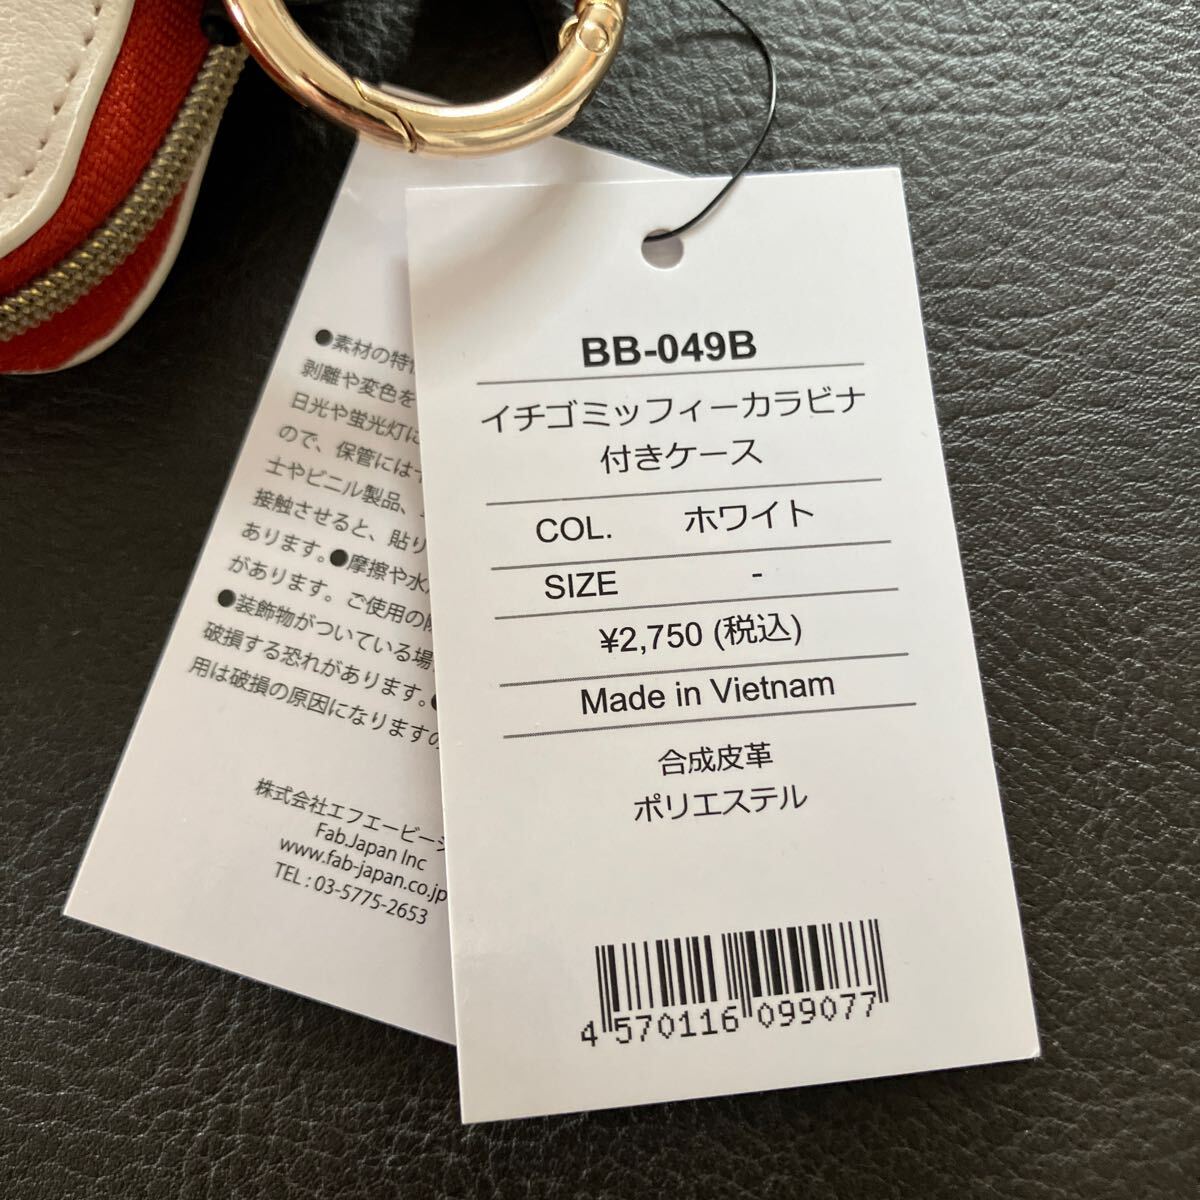 BB-049B
イチゴミッフィーカラビナ
付きケース
COL. ホワイト
SIZE -
¥2,750 (税込)
Made in Vietnam
合成皮革
ポリエステル
4 570116 099077
●素材の特
剥離や変色を
日光や蛍光灯に
ので、保管には
士やビニル製品、
接触させると、貼り
あります。●摩擦や水
があります。ご使用の
●装飾物がついている場
破損する恐れがあります。●
用は破損の原因になりますの
株式会社エフエービー
Fab.Japan Inc
www.fab-japan.co.jp
TEL : 03-5775-2653